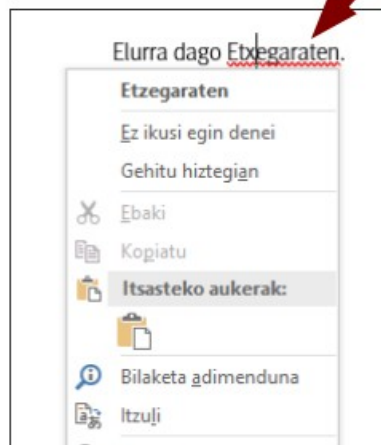 Elurra dago Etxegaraten.
Etzegaraten
Ez ikusi egin denei
Gehitu hiztegian
Ebaki
Kopiatu
Itsasteko aukerak:
Bilaketa adimenduna
Itzuli